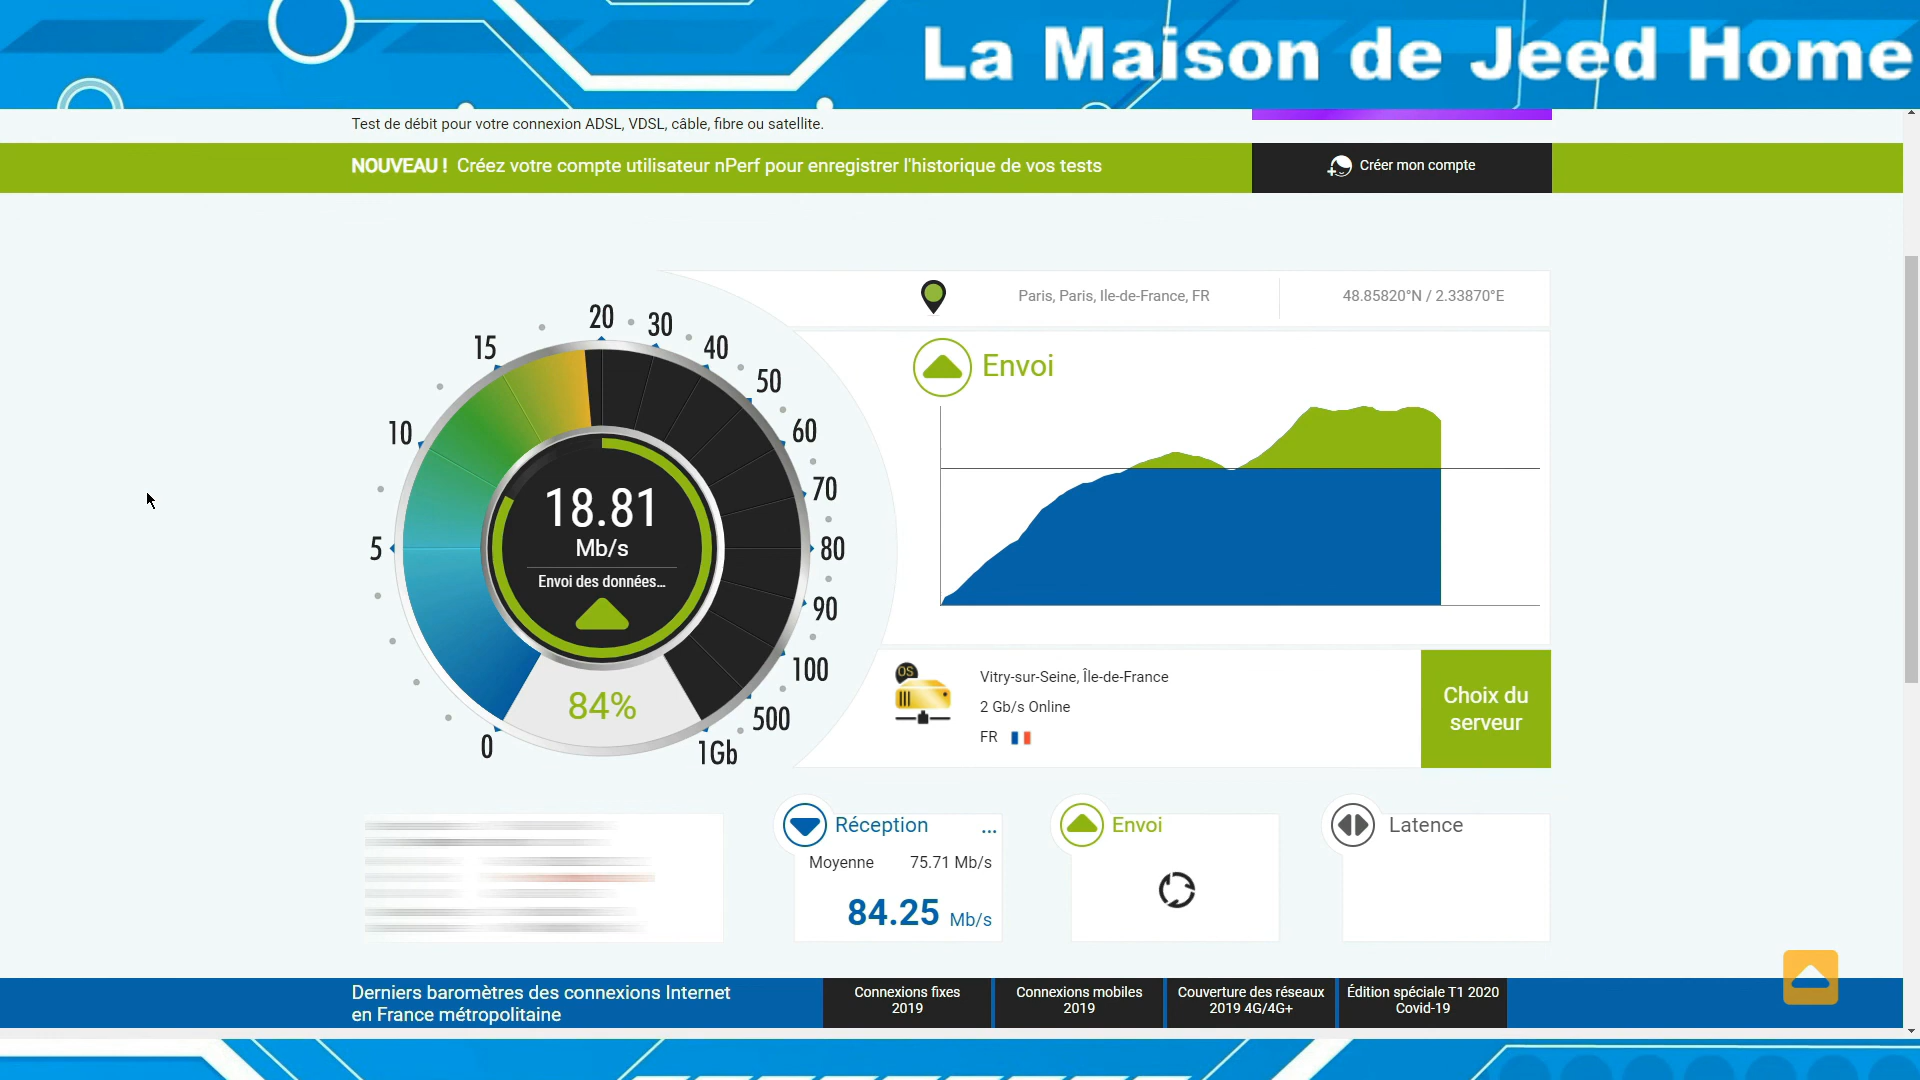 La Maison de Jeed Home
Test de débit pour votre connexion ADSL, VDSL, câble, fibre ou satellite.
NOUVEAU ! Créez votre compte utilisateur nPerf pour enregistrer l'historique de vos tests
Créer mon compte
Paris, Paris, Ile-de-France, FR
48.85820°N / 2.33870°E
Envoi
0
5
10
15
20
30
40
50
60
70
80
90
100
500
1Gb
18.81
Mb/s
Envoi des données...
84%
OS
Vitry-sur-Seine, Île-de-France
2 Gb/s Online
FR
Choix du
serveur
Réception ...
Moyenne 75.71 Mb/s
84.25 Mb/s
Envoi
Latence
Derniers baromètres des connexions Internet
en France métropolitaine
Connexions fixes
2019
Connexions mobiles
2019
Couverture des réseaux
2019 4G/4G+
Édition spéciale T1 2020
Covid-19